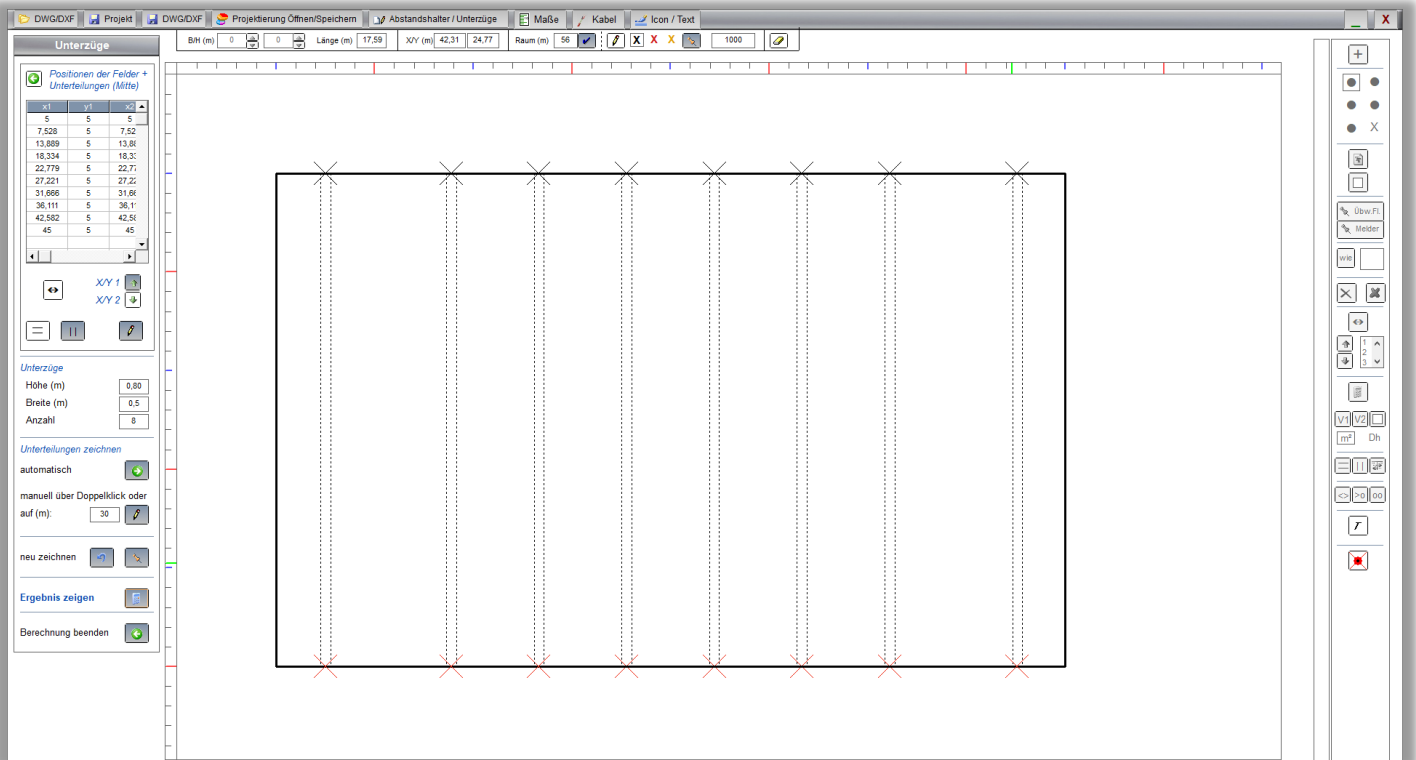 DWG/DXF Projekt DWG/DXF Projektierung Öffnen/Speichern Abstandshalter / Unterzüge Maße Kabel Icon / Text _ X
Unterzüge
B/H (m) 0 0 Länge (m) 17,59 X/Y (m) 42,31 24,77 Raum (m) 56 X X X 1000
Positionen der Felder +
Unterteilungen (Mitte)
x1 y1 x2
5 5 5
7,528 5 7,52
13,889 5 13,88
18,334 5 18,33
22,779 5 22,77
27,221 5 27,22
31,666 5 31,66
36,111 5 36,11
42,582 5 42,58
45 5 45
X/Y 1
X/Y 2
Unterzüge
Höhe (m) 0,80
Breite (m) 0,5
Anzahl 8
Unterteilungen zeichnen
automatisch
manuell über Doppelklick oder
auf (m): 30
neu zeichnen
Ergebnis zeigen
Berechnung beenden
+
X
Übw.Fl.
Melder
wie
1
2
3
V1 V2
m² Dh
<> >o oo
T